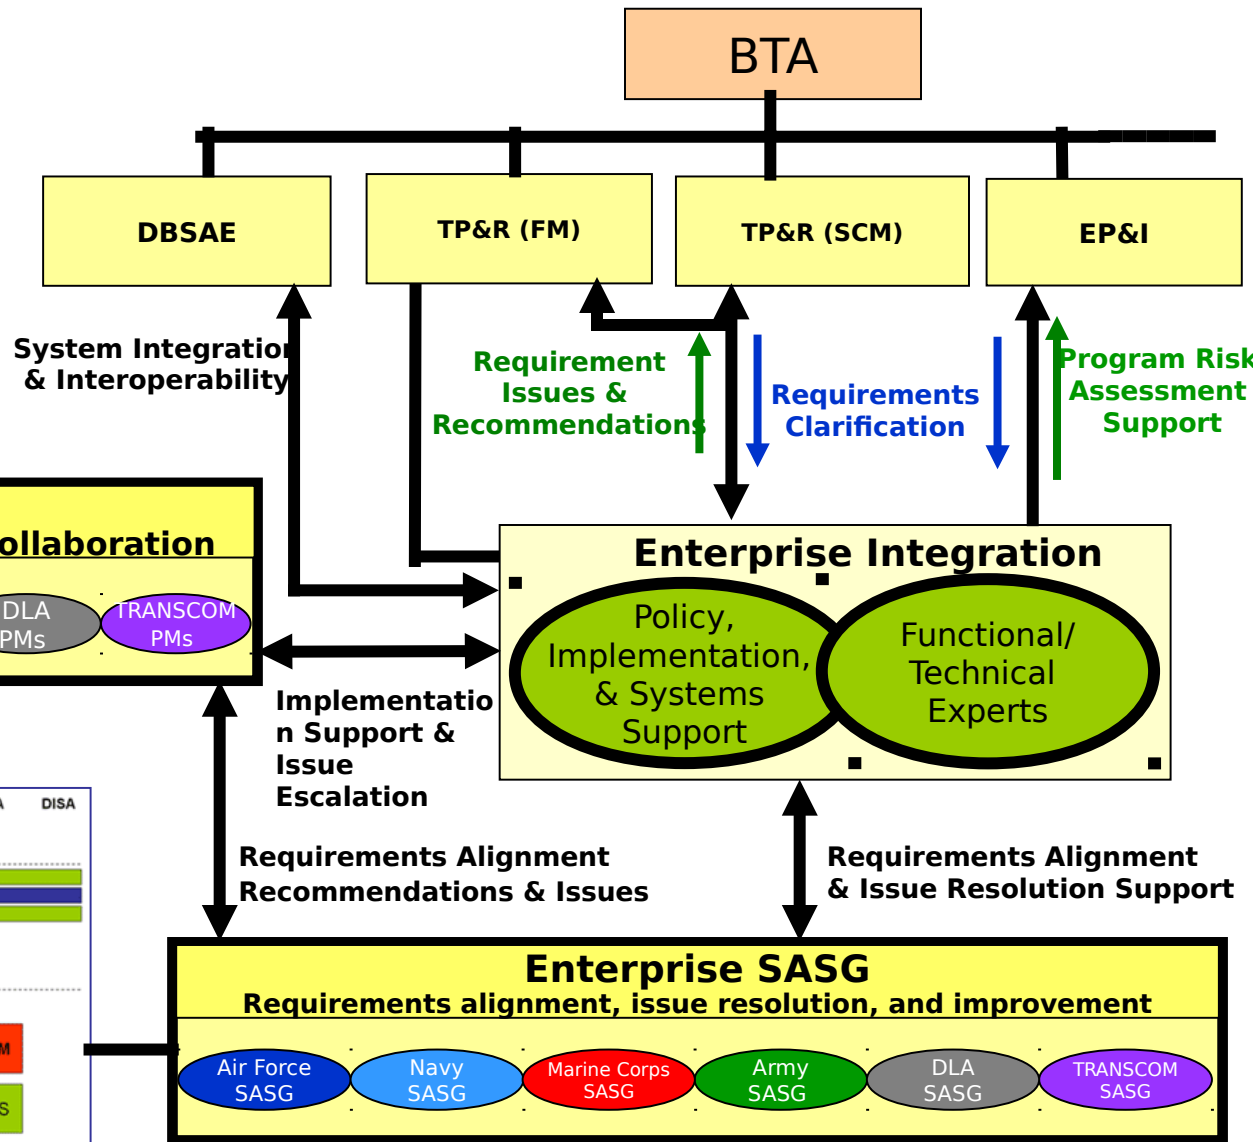 BTA
DBSAE
TP&R (FM)
TP&R (SCM)
EP&I
System Integration
& Interoperability
Requirement
Issues &
Recommendations
Requirements
Clarification
Program Risk
Assessment
Support
ollaboration
DLA
PMs
TRANSCOM
PMs
Enterprise Integration
Policy,
Implementation,
& Systems
Support
Functional/
Technical
Experts
Implementatio
n Support &
Issue
Escalation
A DISA
Requirements Alignment
Recommendations & Issues
Requirements Alignment
& Issue Resolution Support
M
S
Enterprise SASG
Requirements alignment, issue resolution, and improvement
Air Force
SASG
Navy
SASG
Marine Corps
SASG
Army
SASG
DLA
SASG
TRANSCOM
SASG